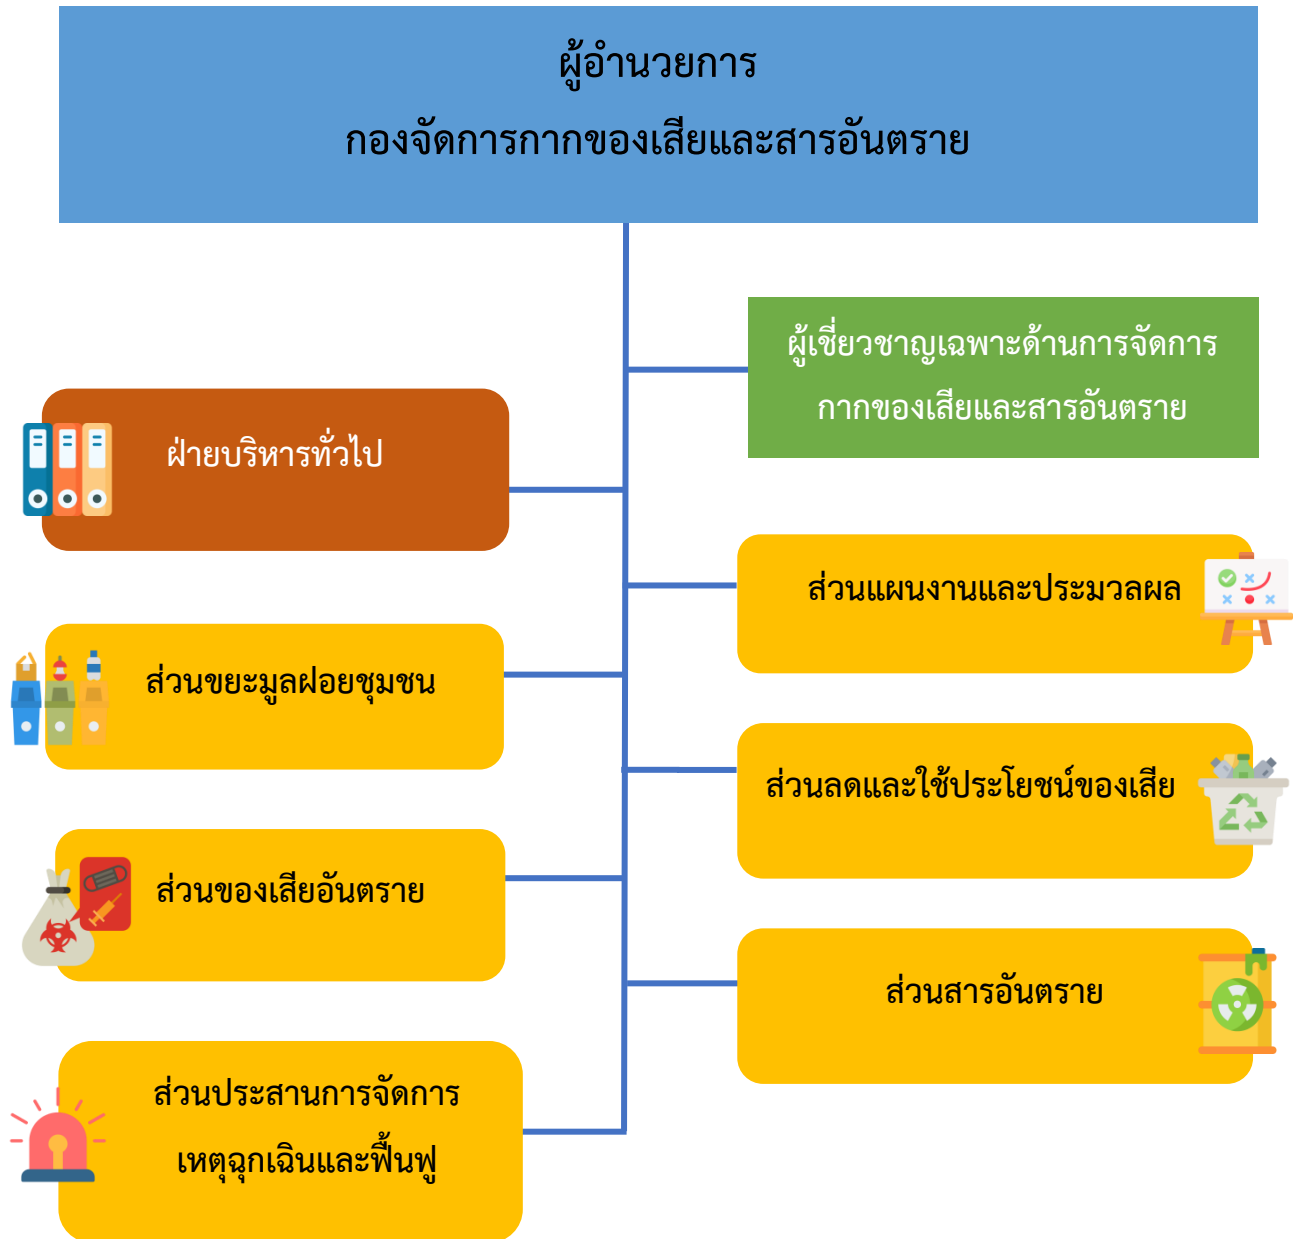 ผู้อำนวยการ
กองจัดการกากของเสียและสารอันตราย
ผู้เชี่ยวชาญเฉพาะด้านการจัดการ
กากของเสียและสารอันตราย
ฝ่ายบริหารทั่วไป
ส่วนแผนงานและประมวลผล
ส่วนขยะมูลฝอยชุมชน
ส่วนลดและใช้ประโยชน์ของเสีย
ส่วนของเสียอันตราย
ส่วนสารอันตราย
ส่วนประสานการจัดการ
เหตุฉุกเฉินและฟื้นฟู